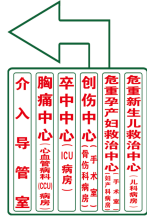 介入导管室
胸痛中心(心血管病科(CCU)病房)
卒中中心(ICU病房)
创伤中心(骨伤科病房)(手术室)
危重孕产妇救治中心(妇产科病房)(手术室)
危重新生儿救治中心(儿科病房)